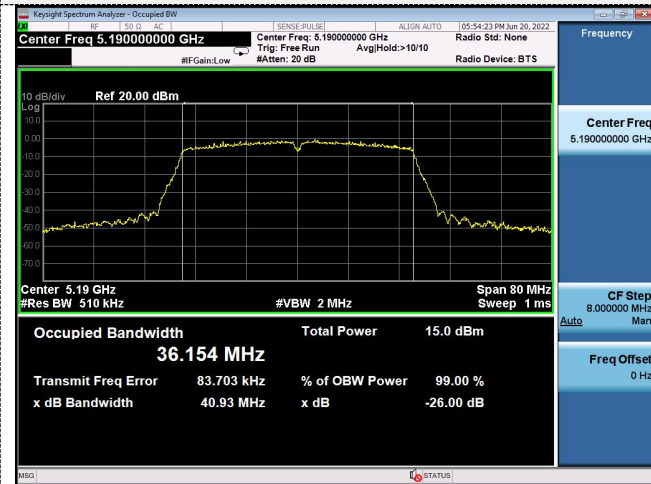 Keysight Spectrum Analyzer - Occupied BW
LXI RF 50 Ω AC SENSE:PULSE ALIGN AUTO 05:54:23 PM Jun 20, 2022
Center Freq 5.190000000 GHz
Center Freq: 5.190000000 GHz
Radio Std: None
Trig: Free Run Avg|Hold:>10/10
#IFGain:Low #Atten: 20 dB Radio Device: BTS
Frequency
10 dB/div Ref 20.00 dBm
Log
10.0
0.00
-10.0
-20.0
-30.0
-40.0
-50.0
-60.0
-70.0
Center 5.19 GHz Span 80 MHz
#Res BW 510 kHz #VBW 2 MHz Sweep 1 ms
Occupied Bandwidth Total Power 15.0 dBm
36.154 MHz
Transmit Freq Error 83.703 kHz % of OBW Power 99.00 %
x dB Bandwidth 40.93 MHz x dB -26.00 dB
Center Freq
5.190000000 GHz
CF Step
8.000000 MHz
Auto Man
Freq Offset
0 Hz
MSG STATUS